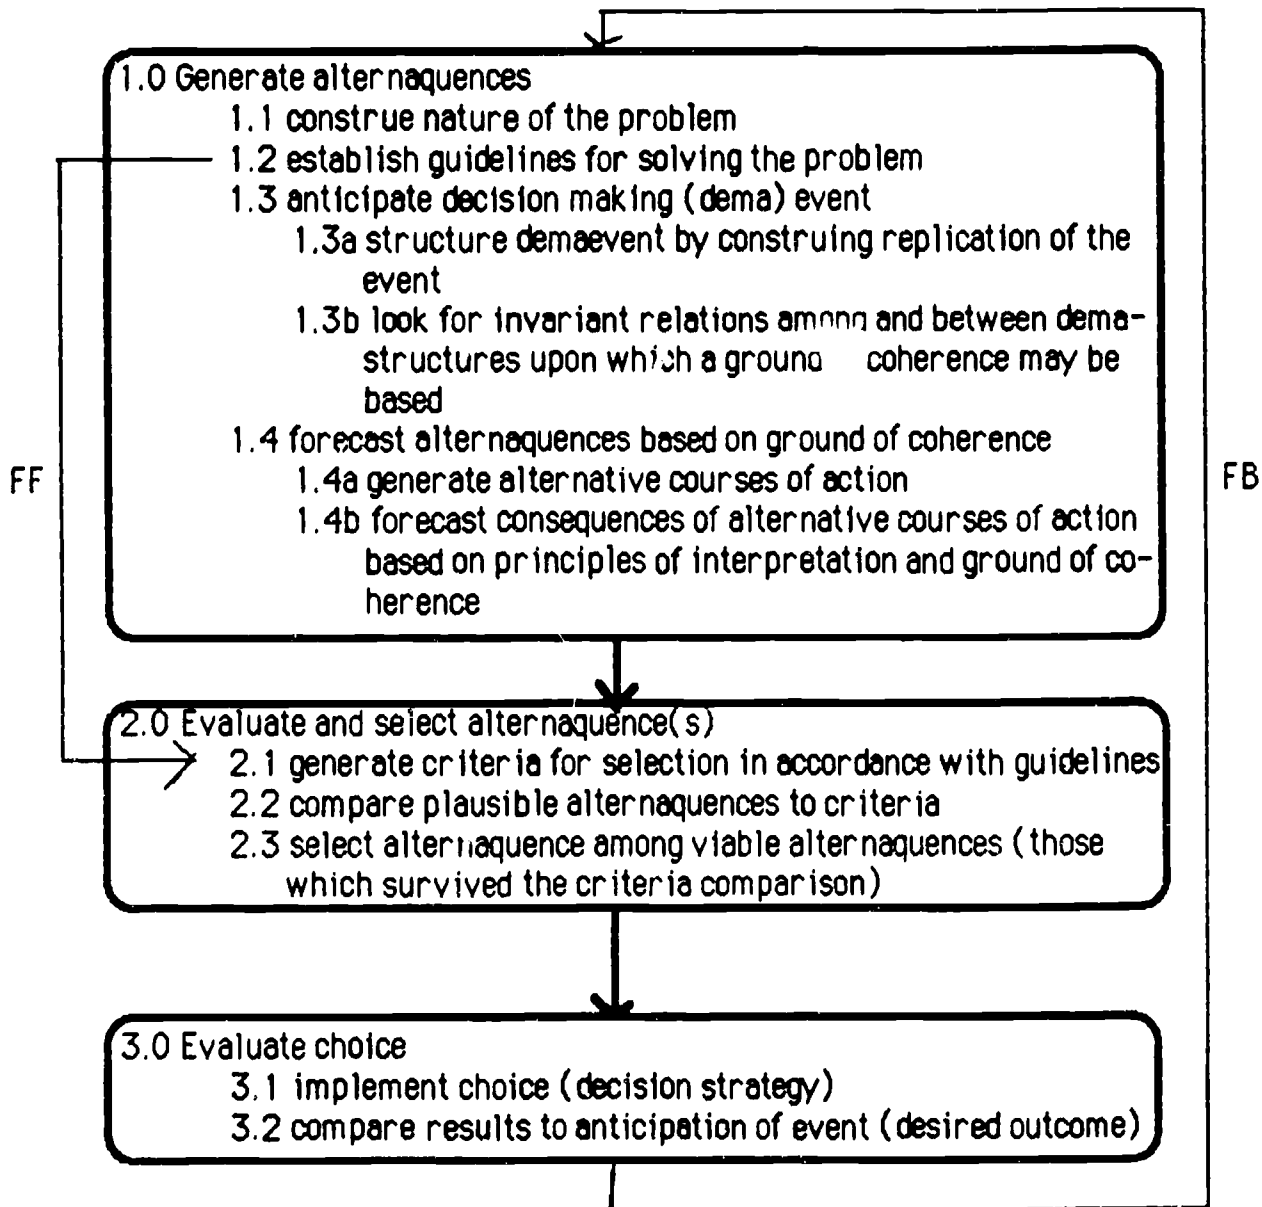 1.0 Generate alternaquences
1.1 construe nature of the problem
1.2 establish guidelines for solving the problem
1.3 anticipate decision making (dema) event
1.3a structure demaevent by construing replication of the
event
1.3b look for invariant relations among and between dema-
structures upon which a ground coherence may be
based
1.4 forecast alternaquences based on ground of coherence
FF
1.4a generate alternative courses of action
FB
1.4b forecast consequences of alternative courses of action
based on principles of interpretation and ground of co-
herence
2.0 Evaluate and select alternaquence(s)
2.1 generate criteria for selection in accordance with guidelines
2.2 compare plausible alternaquences to criteria
2.3 select alternaquence among viable alternaquences (those
which survived the criteria comparison)
3.0 Evaluate choice
3.1 implement choice (decision strategy)
3.2 compare results to anticipation of event (desired outcome)